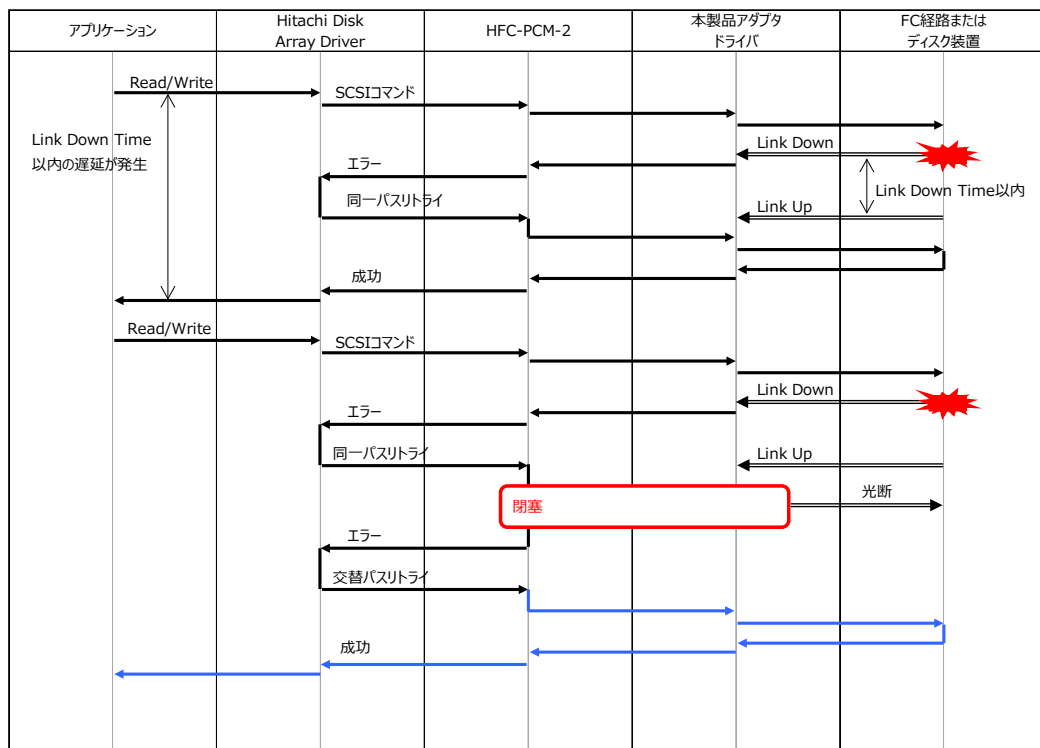 アプリケーション
Hitachi Disk
Array Driver
HFC-PCM-2
本製品アダプタ
ドライバ
FC経路または
ディスク装置
Read/Write
SCSIコマンド
Link Down Time
以内の遅延が発生
Link Down
エラー
Link Down Time以内
同一パスリトライ
Link Up
成功
Read/Write
SCSIコマンド
Link Down
エラー
同一パスリトライ
Link Up
光断
閉塞
エラー
交替パスリトライ
成功